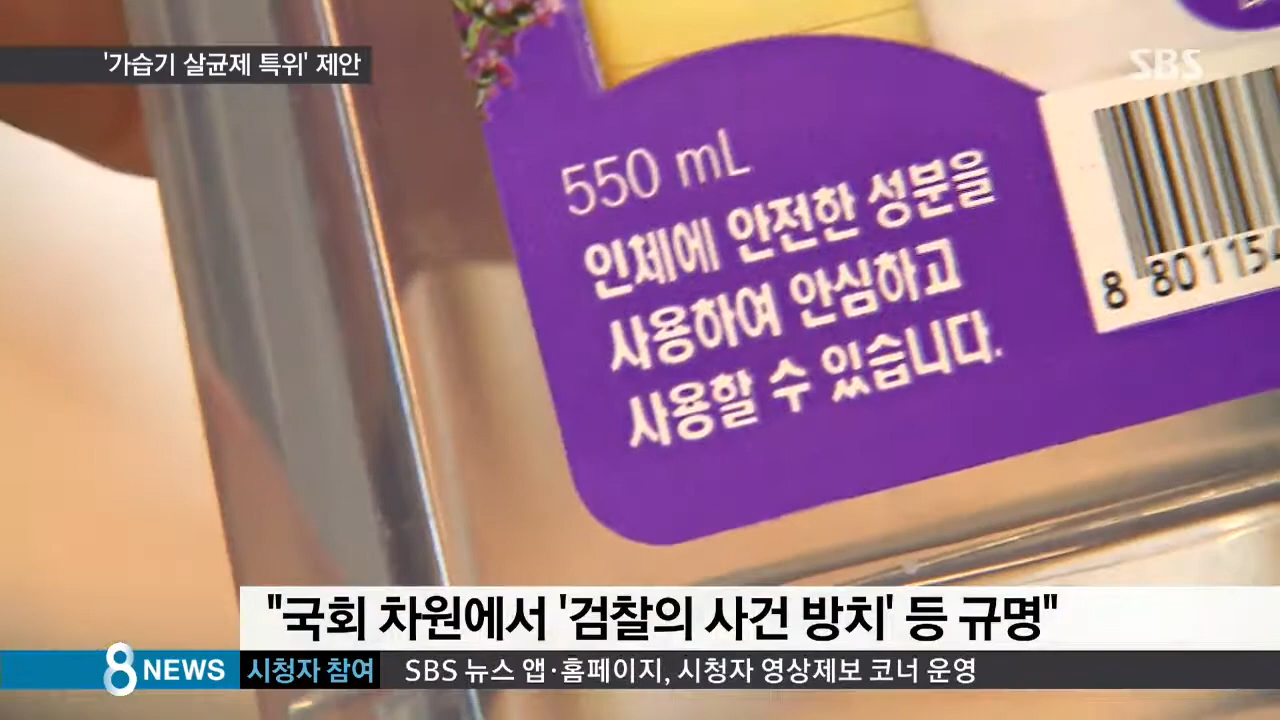 '가습기 살균제 특위' 제안
SBS
550 mL
인체에 안전한 성분을
사용하여 안심하고
사용할 수 있습니다.
8 801154
"국회 차원에서 '검찰의 사건 방치' 등 규명"
8 NEWS 시청자 참여 SBS 뉴스 앱·홈페이지, 시청자 영상제보 코너 운영